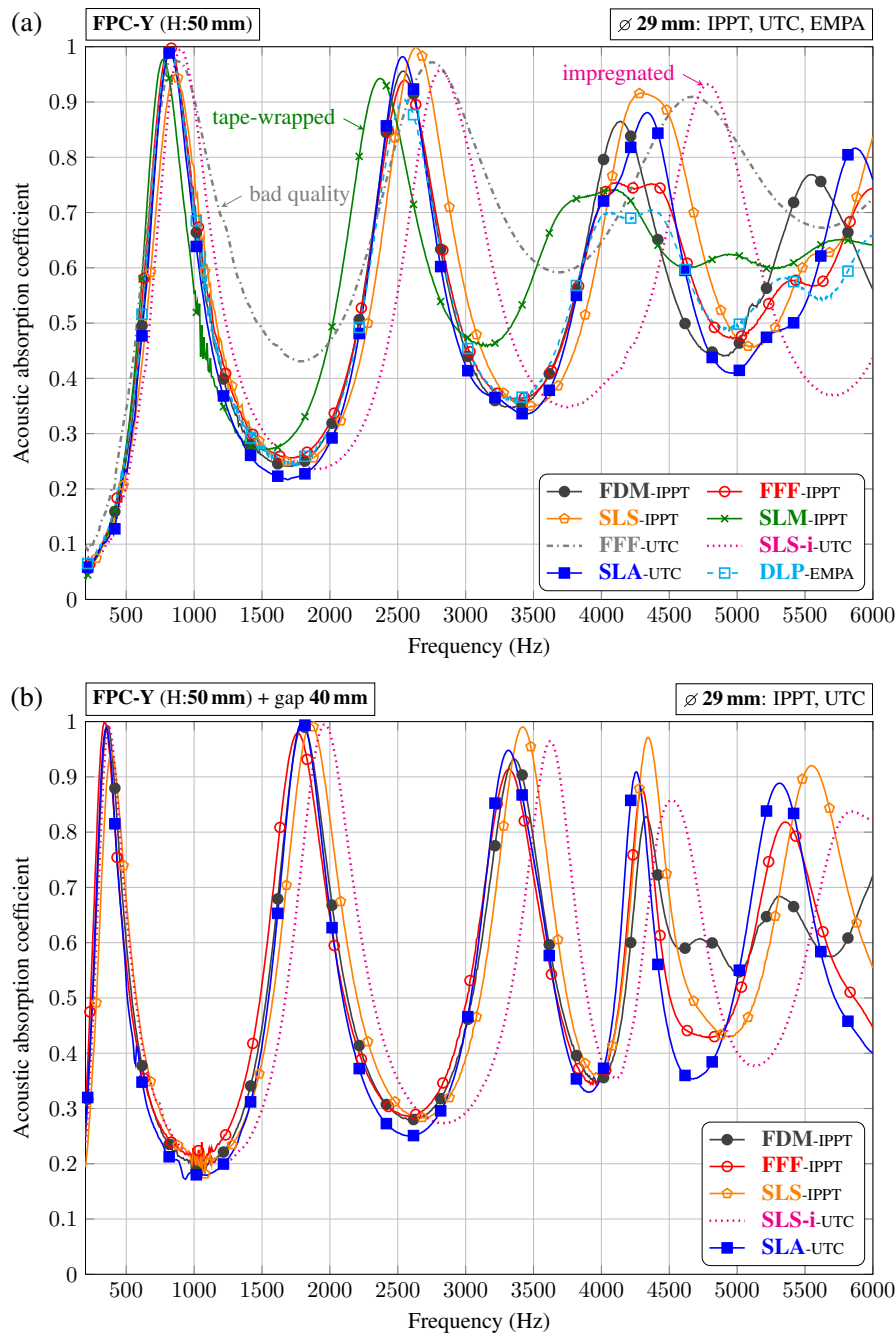 (a)
FPC-Y (H:50 mm)
⌀ 29 mm: IPPT, UTC, EMPA
1
0.9
0.8
0.7
0.6
0.5
0.4
0.3
0.2
0.1
0
Acoustic absorption coefficient
tape-wrapped
impregnated
bad quality
FDM-IPPT
FFF-IPPT
SLS-IPPT
SLM-IPPT
FFF-UTC
SLS-i-UTC
SLA-UTC
DLP-EMPA
500 1000 1500 2000 2500 3000 3500 4000 4500 5000 5500 6000
Frequency (Hz)
(b)
FPC-Y (H:50 mm) + gap 40 mm
⌀ 29 mm: IPPT, UTC
1
0.9
0.8
0.7
0.6
0.5
0.4
0.3
0.2
0.1
0
Acoustic absorption coefficient
FDM-IPPT
FFF-IPPT
SLS-IPPT
SLS-i-UTC
SLA-UTC
500 1000 1500 2000 2500 3000 3500 4000 4500 5000 5500 6000
Frequency (Hz)